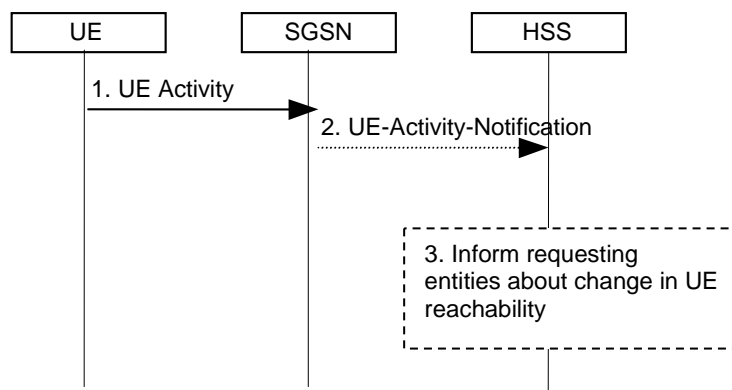 UE
SGSN
HSS
1. UE Activity
2. UE-Activity-Notification
3. Inform requesting
entities about change in UE
reachability